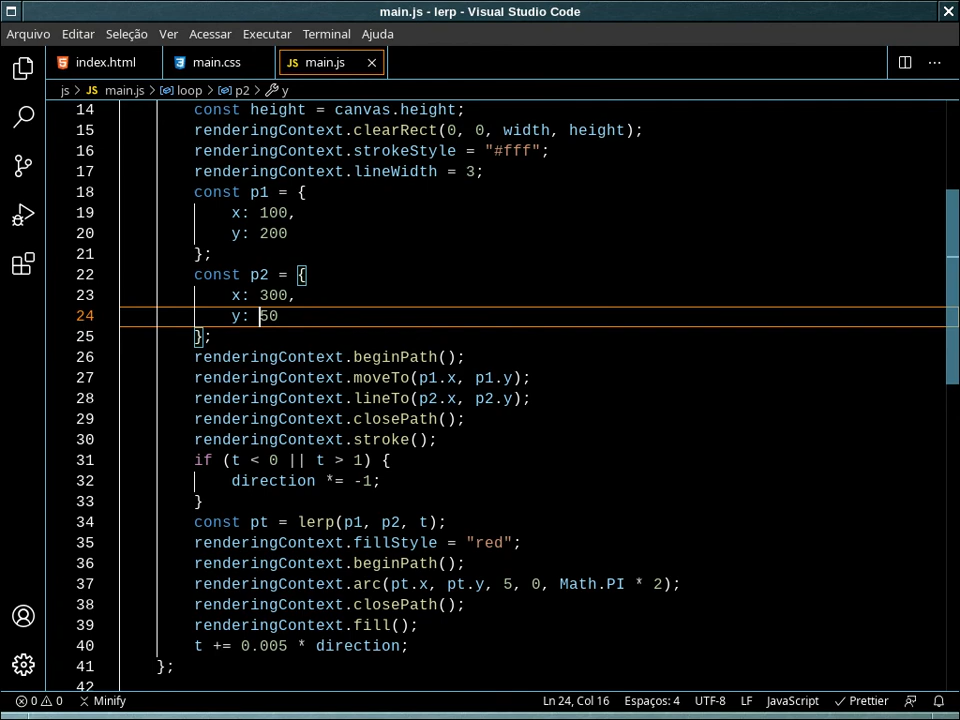 main.js - lerp - Visual Studio Code
Arquivo Editar Seleção Ver Acessar Executar Terminal Ajuda
index.html main.css JS main.js
js > JS main.js > loop > p2 > y
14 const height = canvas.height;
15 renderingContext.clearRect(0, 0, width, height);
16 renderingContext.strokeStyle = "#fff";
17 renderingContext.lineWidth = 3;
18 const p1 = {
19 x: 100,
20 y: 200
21 };
22 const p2 = {
23 x: 300,
24 y: 50
25 };
26 renderingContext.beginPath();
27 renderingContext.moveTo(p1.x, p1.y);
28 renderingContext.lineTo(p2.x, p2.y);
29 renderingContext.closePath();
30 renderingContext.stroke();
31 if (t < 0 || t > 1) {
32 direction *= -1;
33 }
34 const pt = lerp(p1, p2, t);
35 renderingContext.fillStyle = "red";
36 renderingContext.beginPath();
37 renderingContext.arc(pt.x, pt.y, 5, 0, Math.PI * 2);
38 renderingContext.closePath();
39 renderingContext.fill();
40 t += 0.005 * direction;
41 };
42
0 0 Minify Ln 24, Col 16 Espaços: 4 UTF-8 LF JavaScript Prettier